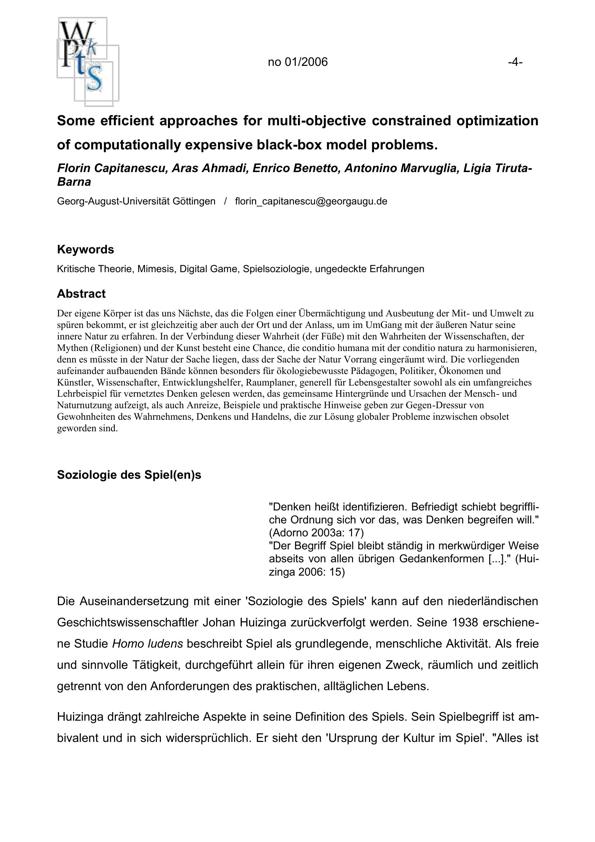 W
Pkt
S
no 01/2006 -4-
Some efficient approaches for multi-objective constrained optimization
of computationally expensive black-box model problems.
Florin Capitanescu, Aras Ahmadi, Enrico Benetto, Antonino Marvuglia, Ligia Tiruta-
Barna
Georg-August-Universität Göttingen / florin_capitanescu@georgaugu.de
Keywords
Kritische Theorie, Mimesis, Digital Game, Spielsoziologie, ungedeckte Erfahrungen
Abstract
Der eigene Körper ist das uns Nächste, das die Folgen einer Übermächtigung und Ausbeutung der Mit- und Umwelt zu
spüren bekommt, er ist gleichzeitig aber auch der Ort und der Anlass, um im UmGang mit der äußeren Natur seine
innere Natur zu erfahren. In der Verbindung dieser Wahrheit (der Füße) mit den Wahrheiten der Wissenschaften, der
Mythen (Religionen) und der Kunst besteht eine Chance, die conditio humana mit der conditio natura zu harmonisieren,
denn es müsste in der Natur der Sache liegen, dass der Sache der Natur Vorrang eingeräumt wird. Die vorliegenden
aufeinander aufbauenden Bände können besonders für ökologiebewusste Pädagogen, Politiker, Ökonomen und
Künstler, Wissenschafter, Entwicklungshelfer, Raumplaner, generell für Lebensgestalter sowohl als ein umfangreiches
Lehrbeispiel für vernetztes Denken gelesen werden, das gemeinsame Hintergründe und Ursachen der Mensch- und
Naturnutzung aufzeigt, als auch Anreize, Beispiele und praktische Hinweise geben zur Gegen-Dressur von
Gewohnheiten des Wahrnehmens, Denkens und Handelns, die zur Lösung globaler Probleme inzwischen obsolet
geworden sind.
Soziologie des Spiel(en)s
"Denken heißt identifizieren. Befriedigt schiebt begriffli-
che Ordnung sich vor das, was Denken begreifen will."
(Adorno 2003a: 17)
"Der Begriff Spiel bleibt ständig in merkwürdiger Weise
abseits von allen übrigen Gedankenformen [...]." (Hui-
zinga 2006: 15)
Die Auseinandersetzung mit einer 'Soziologie des Spiels' kann auf den niederländischen
Geschichtswissenschaftler Johan Huizinga zurückverfolgt werden. Seine 1938 erschiene-
ne Studie Homo ludens beschreibt Spiel als grundlegende, menschliche Aktivität. Als freie
und sinnvolle Tätigkeit, durchgeführt allein für ihren eigenen Zweck, räumlich und zeitlich
getrennt von den Anforderungen des praktischen, alltäglichen Lebens.
Huizinga drängt zahlreiche Aspekte in seine Definition des Spiels. Sein Spielbegriff ist am-
bivalent und in sich widersprüchlich. Er sieht den 'Ursprung der Kultur im Spiel'. "Alles ist